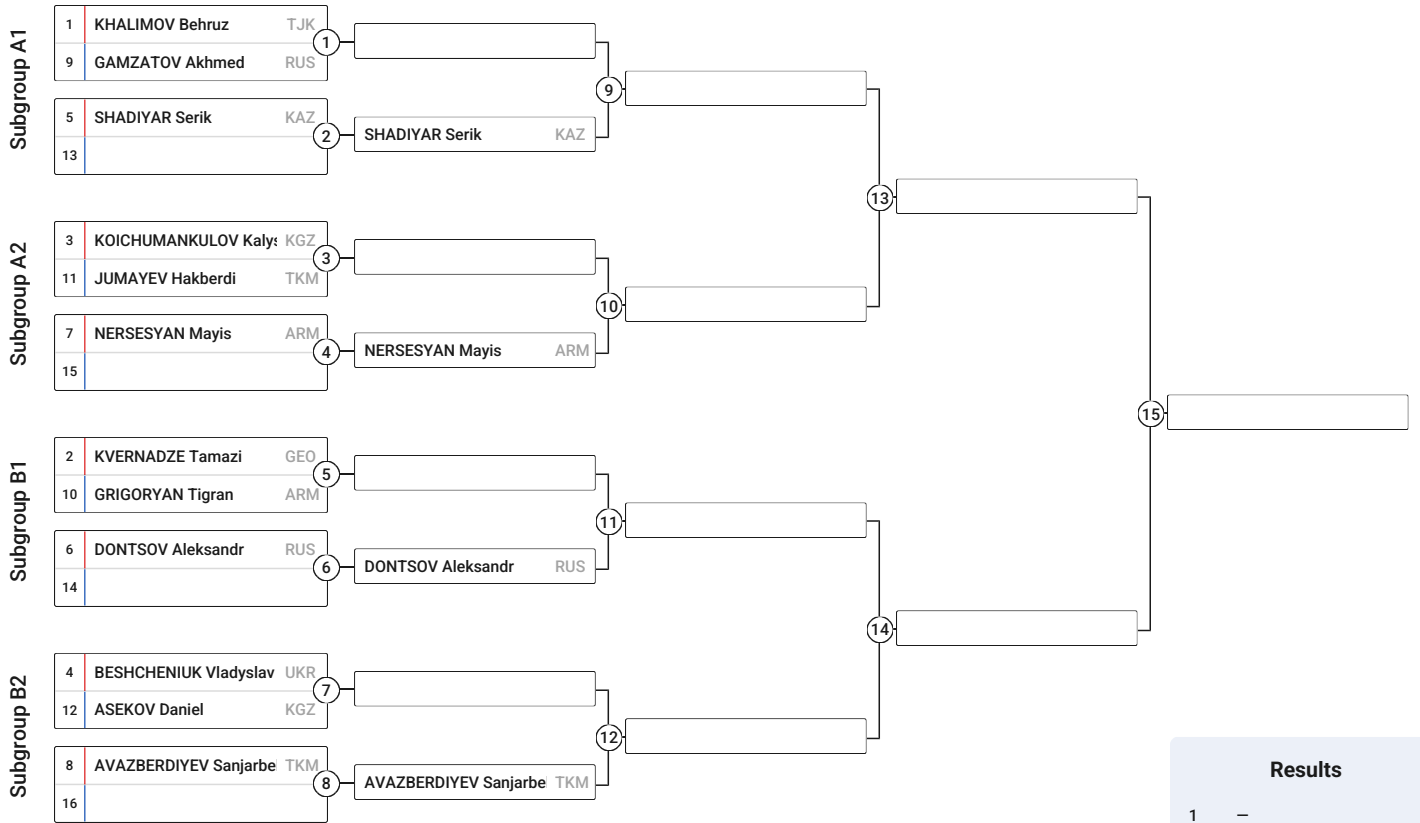 Subgroup A1
1 KHALIMOV Behruz TJK
9 GAMZATOV Akhmed RUS
1
5 SHADIYAR Serik KAZ
13
2
SHADIYAR Serik KAZ
9
Subgroup A2
3 KOICHUMANKULOV Kalys KGZ
11 JUMAYEV Hakberdi TKM
3
7 NERSESYAN Mayis ARM
15
4
NERSESYAN Mayis ARM
10
13
Subgroup B1
2 KVERNADZE Tamazi GEO
10 GRIGORYAN Tigran ARM
5
6 DONTSOV Aleksandr RUS
14
6
DONTSOV Aleksandr RUS
11
Subgroup B2
4 BESHCHENIUK Vladyslav UKR
12 ASEKOV Daniel KGZ
7
8 AVAZBERDIYEV Sanjarbe TKM
16
8
AVAZBERDIYEV Sanjarbe TKM
12
14
15
Results
1 –